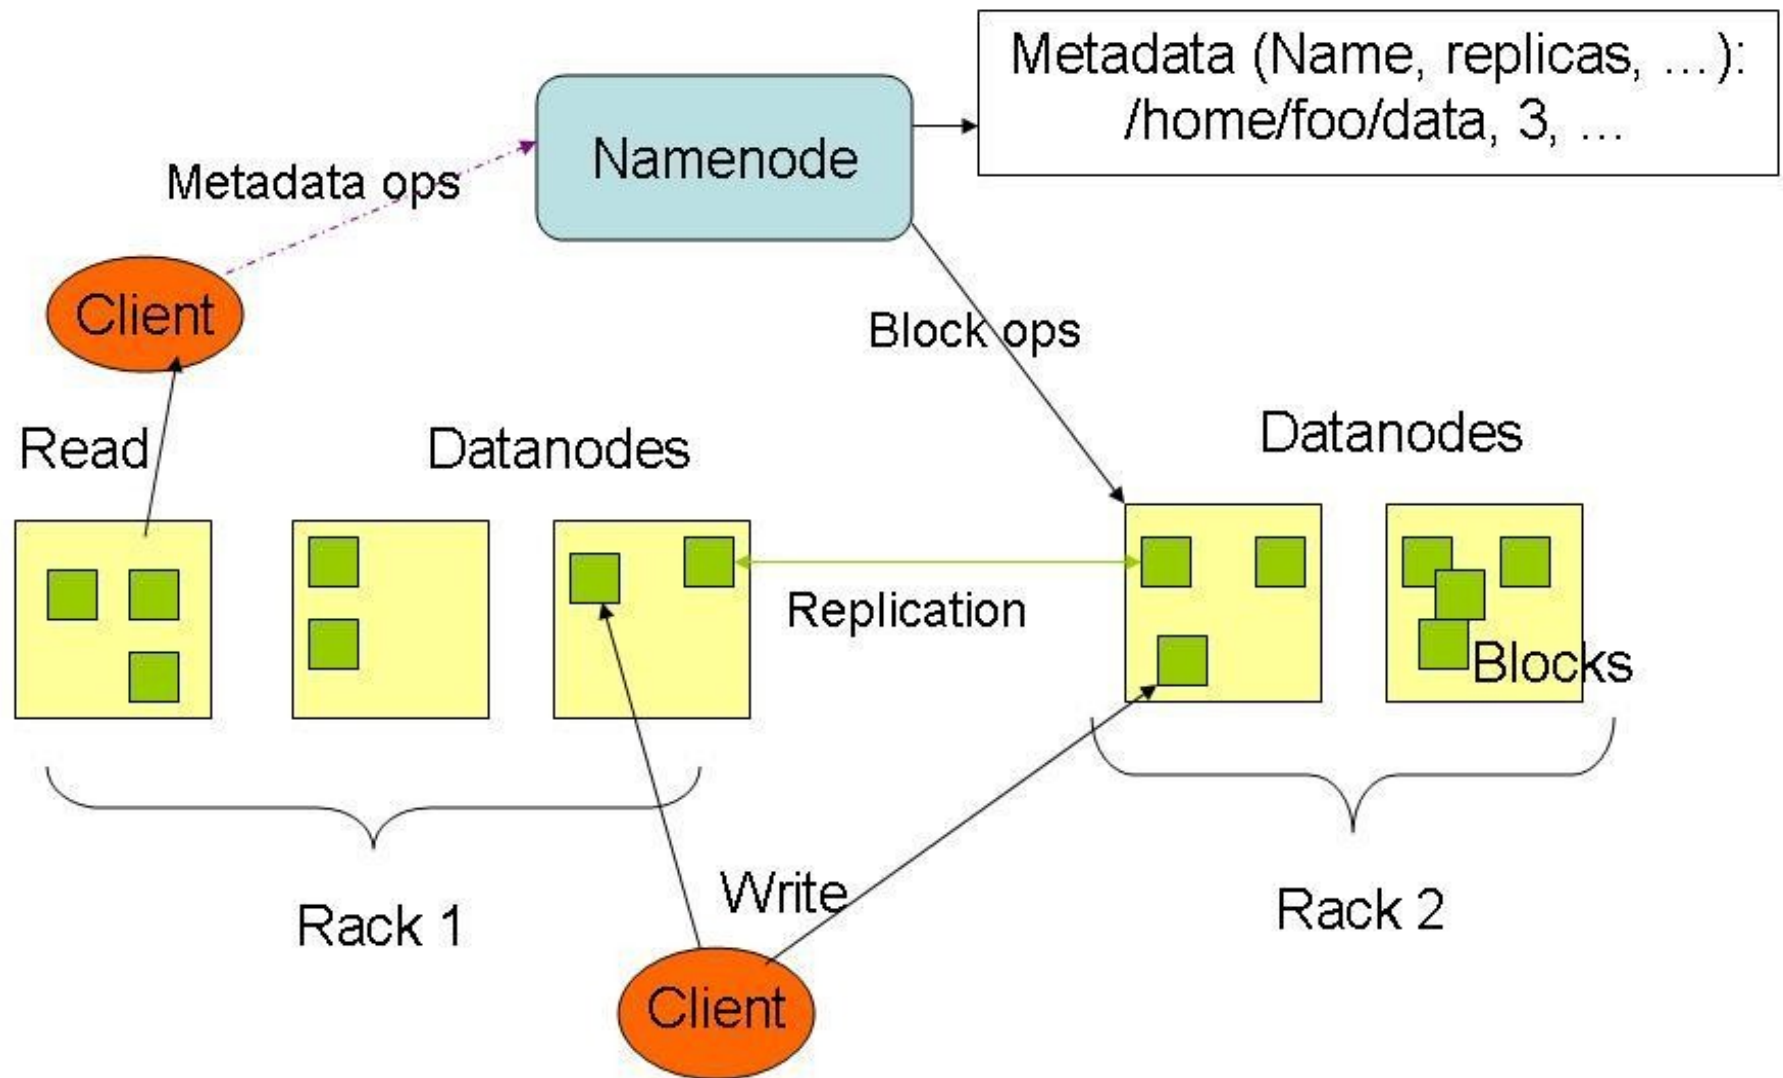 Metadata (Name, replicas, …):
/home/foo/data, 3, …
Namenode
Metadata ops
Client
Block ops
Read
Datanodes
Datanodes
Replication
Blocks
Rack 1
Write
Rack 2
Client